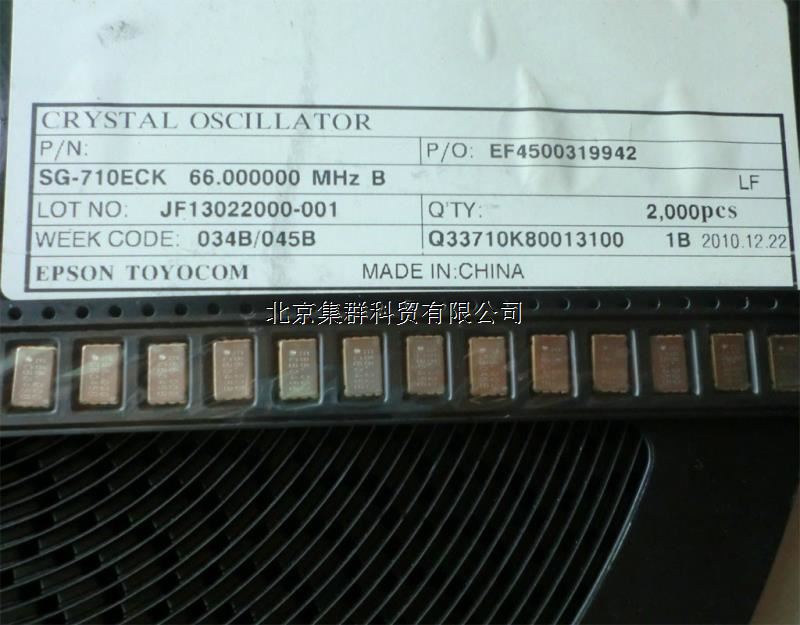 CRYSTAL OSCILLATOR
P/N: P/O: EF4500319942
SG-710ECK 66.000000 MHz B LF
LOT NO: JF13022000-001 Q'TY: 2,000pcs
WEEK CODE: 034B/045B Q33710K80013100 1B 2010.12.22
EPSON TOYOCOM MADE IN:CHINA
北京集群科贸有限公司